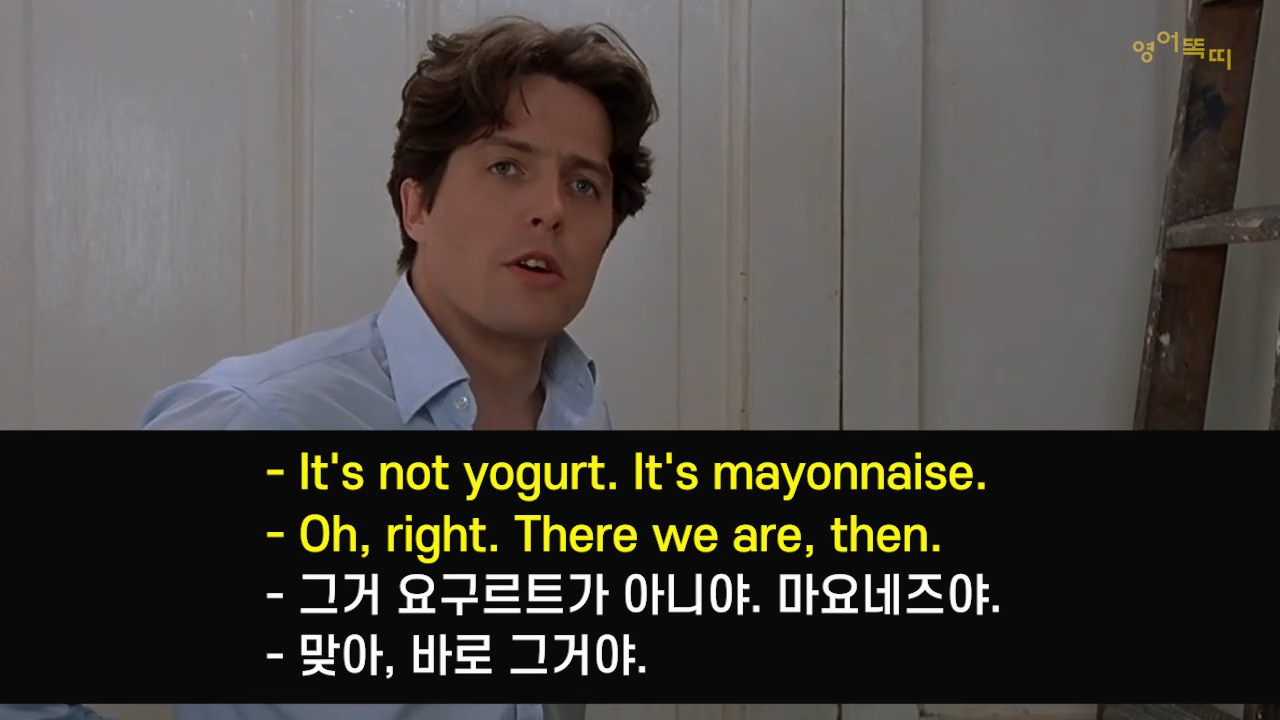 영어똑띠
- It's not yogurt. It's mayonnaise.
- Oh, right. There we are, then.
- 그거 요구르트가 아니야. 마요네즈야.
- 맞아, 바로 그거야.